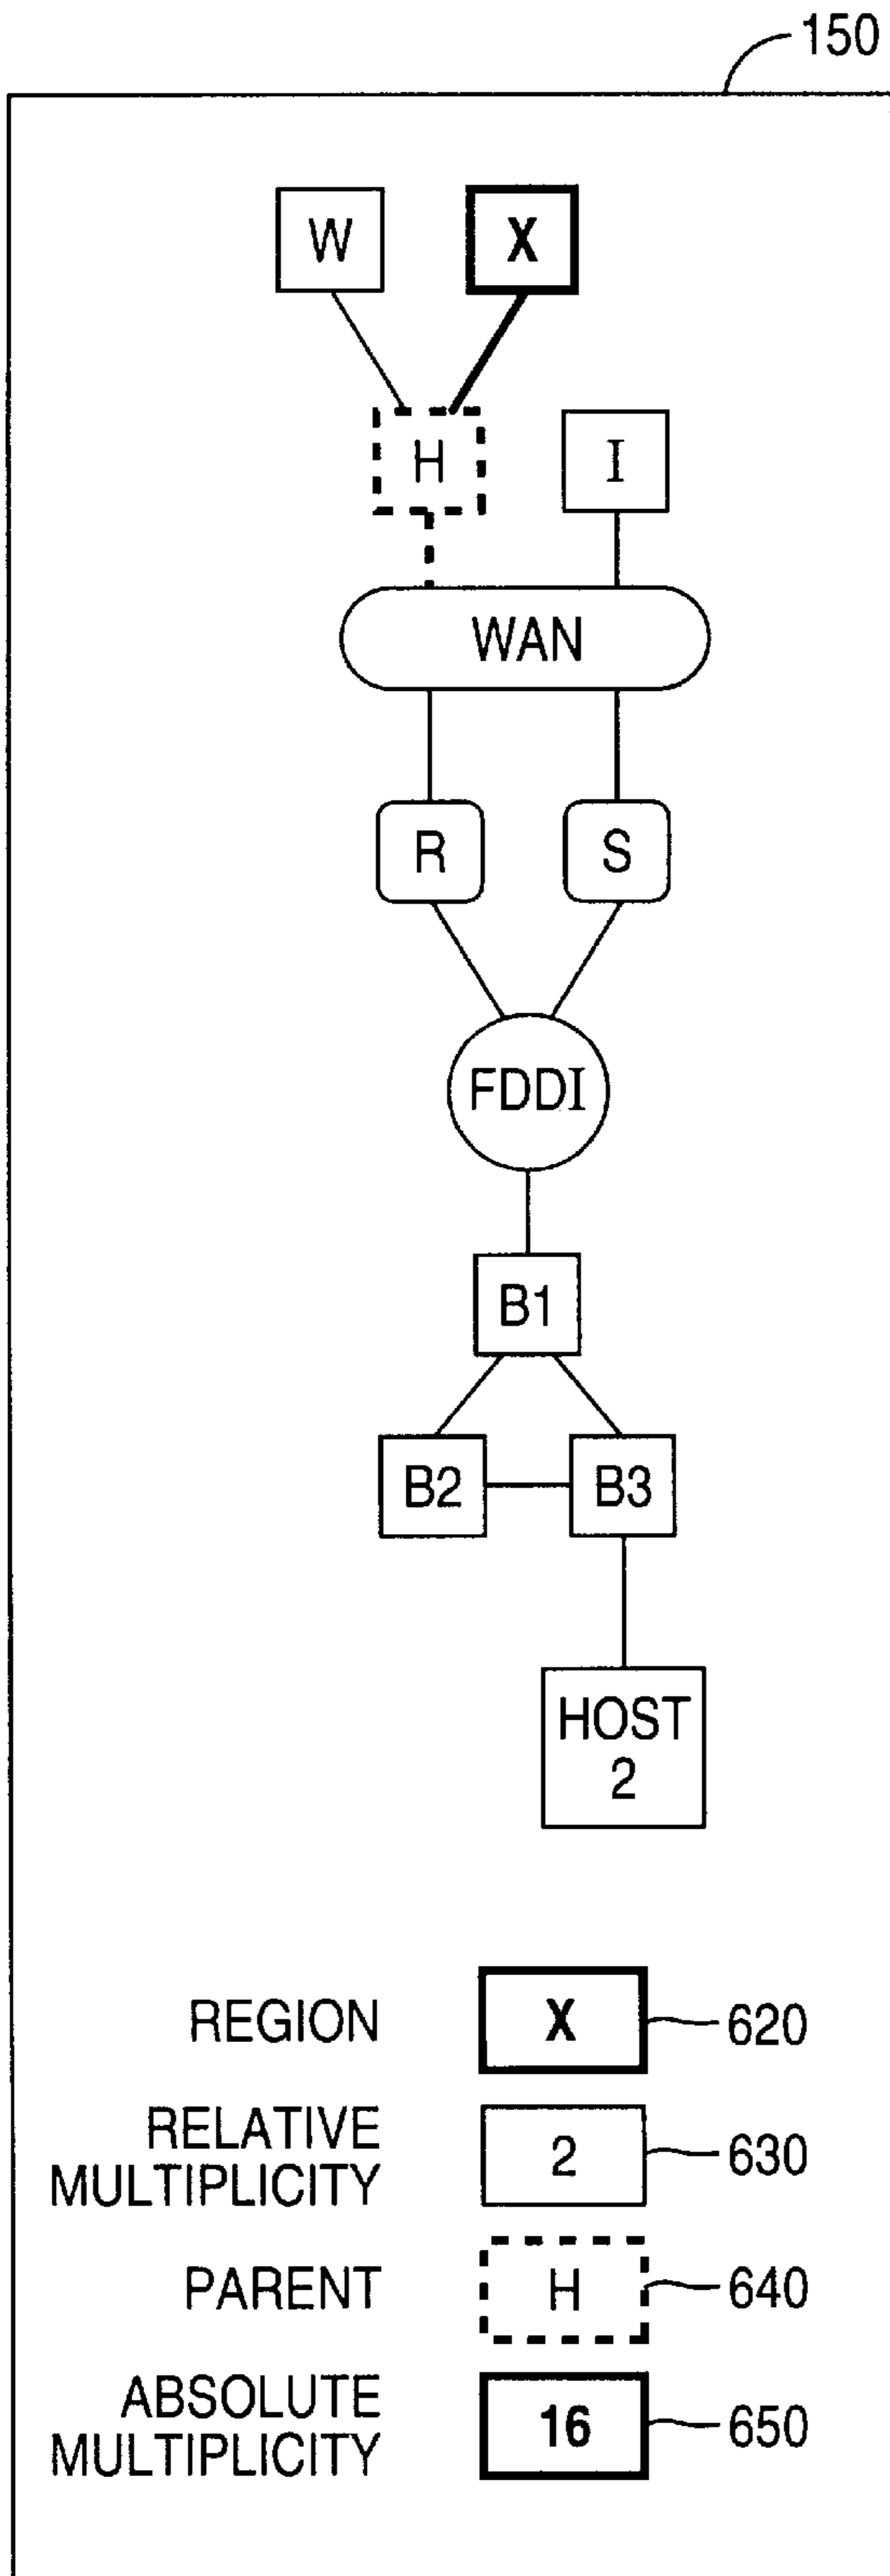 150
W X
H I
WAN
R S
FDDI
B1
B2 B3
HOST
2
REGION X 620
RELATIVE
MULTIPLICITY 2 630
PARENT H 640
ABSOLUTE
MULTIPLICITY 16 650